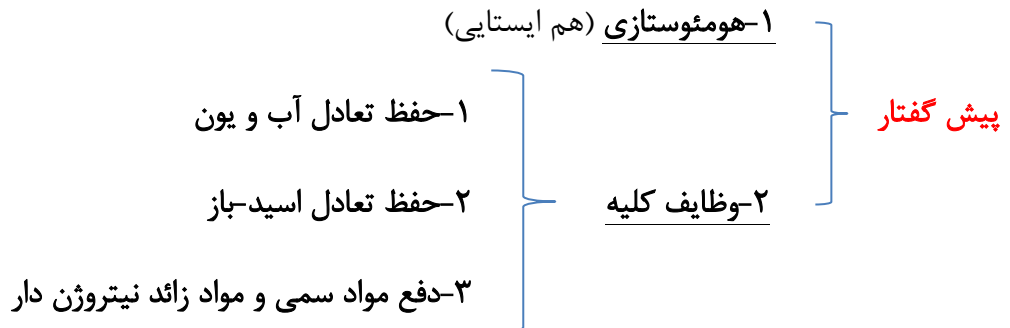 ۱-هومئوستازی (هم ایستایی)
پیش گفتار
۱-حفظ تعادل آب و یون
۲-وظایف کلیه
۲-حفظ تعادل اسید-باز
۳-دفع مواد سمی و مواد زائد نیتروژن دار